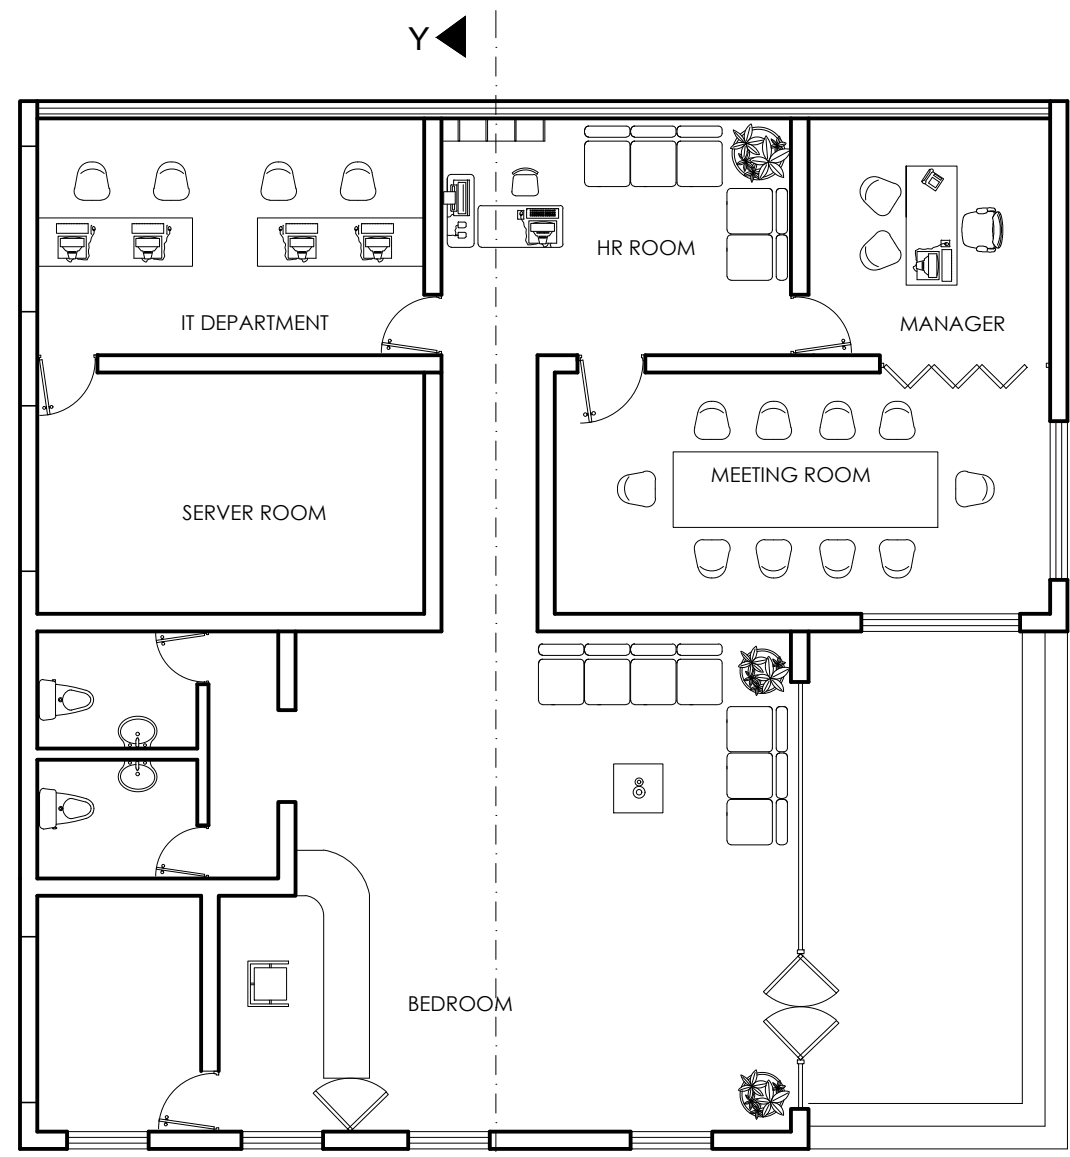 Y
HR ROOM
IT DEPARTMENT
MANAGER
MEETING ROOM
SERVER ROOM
BEDROOM